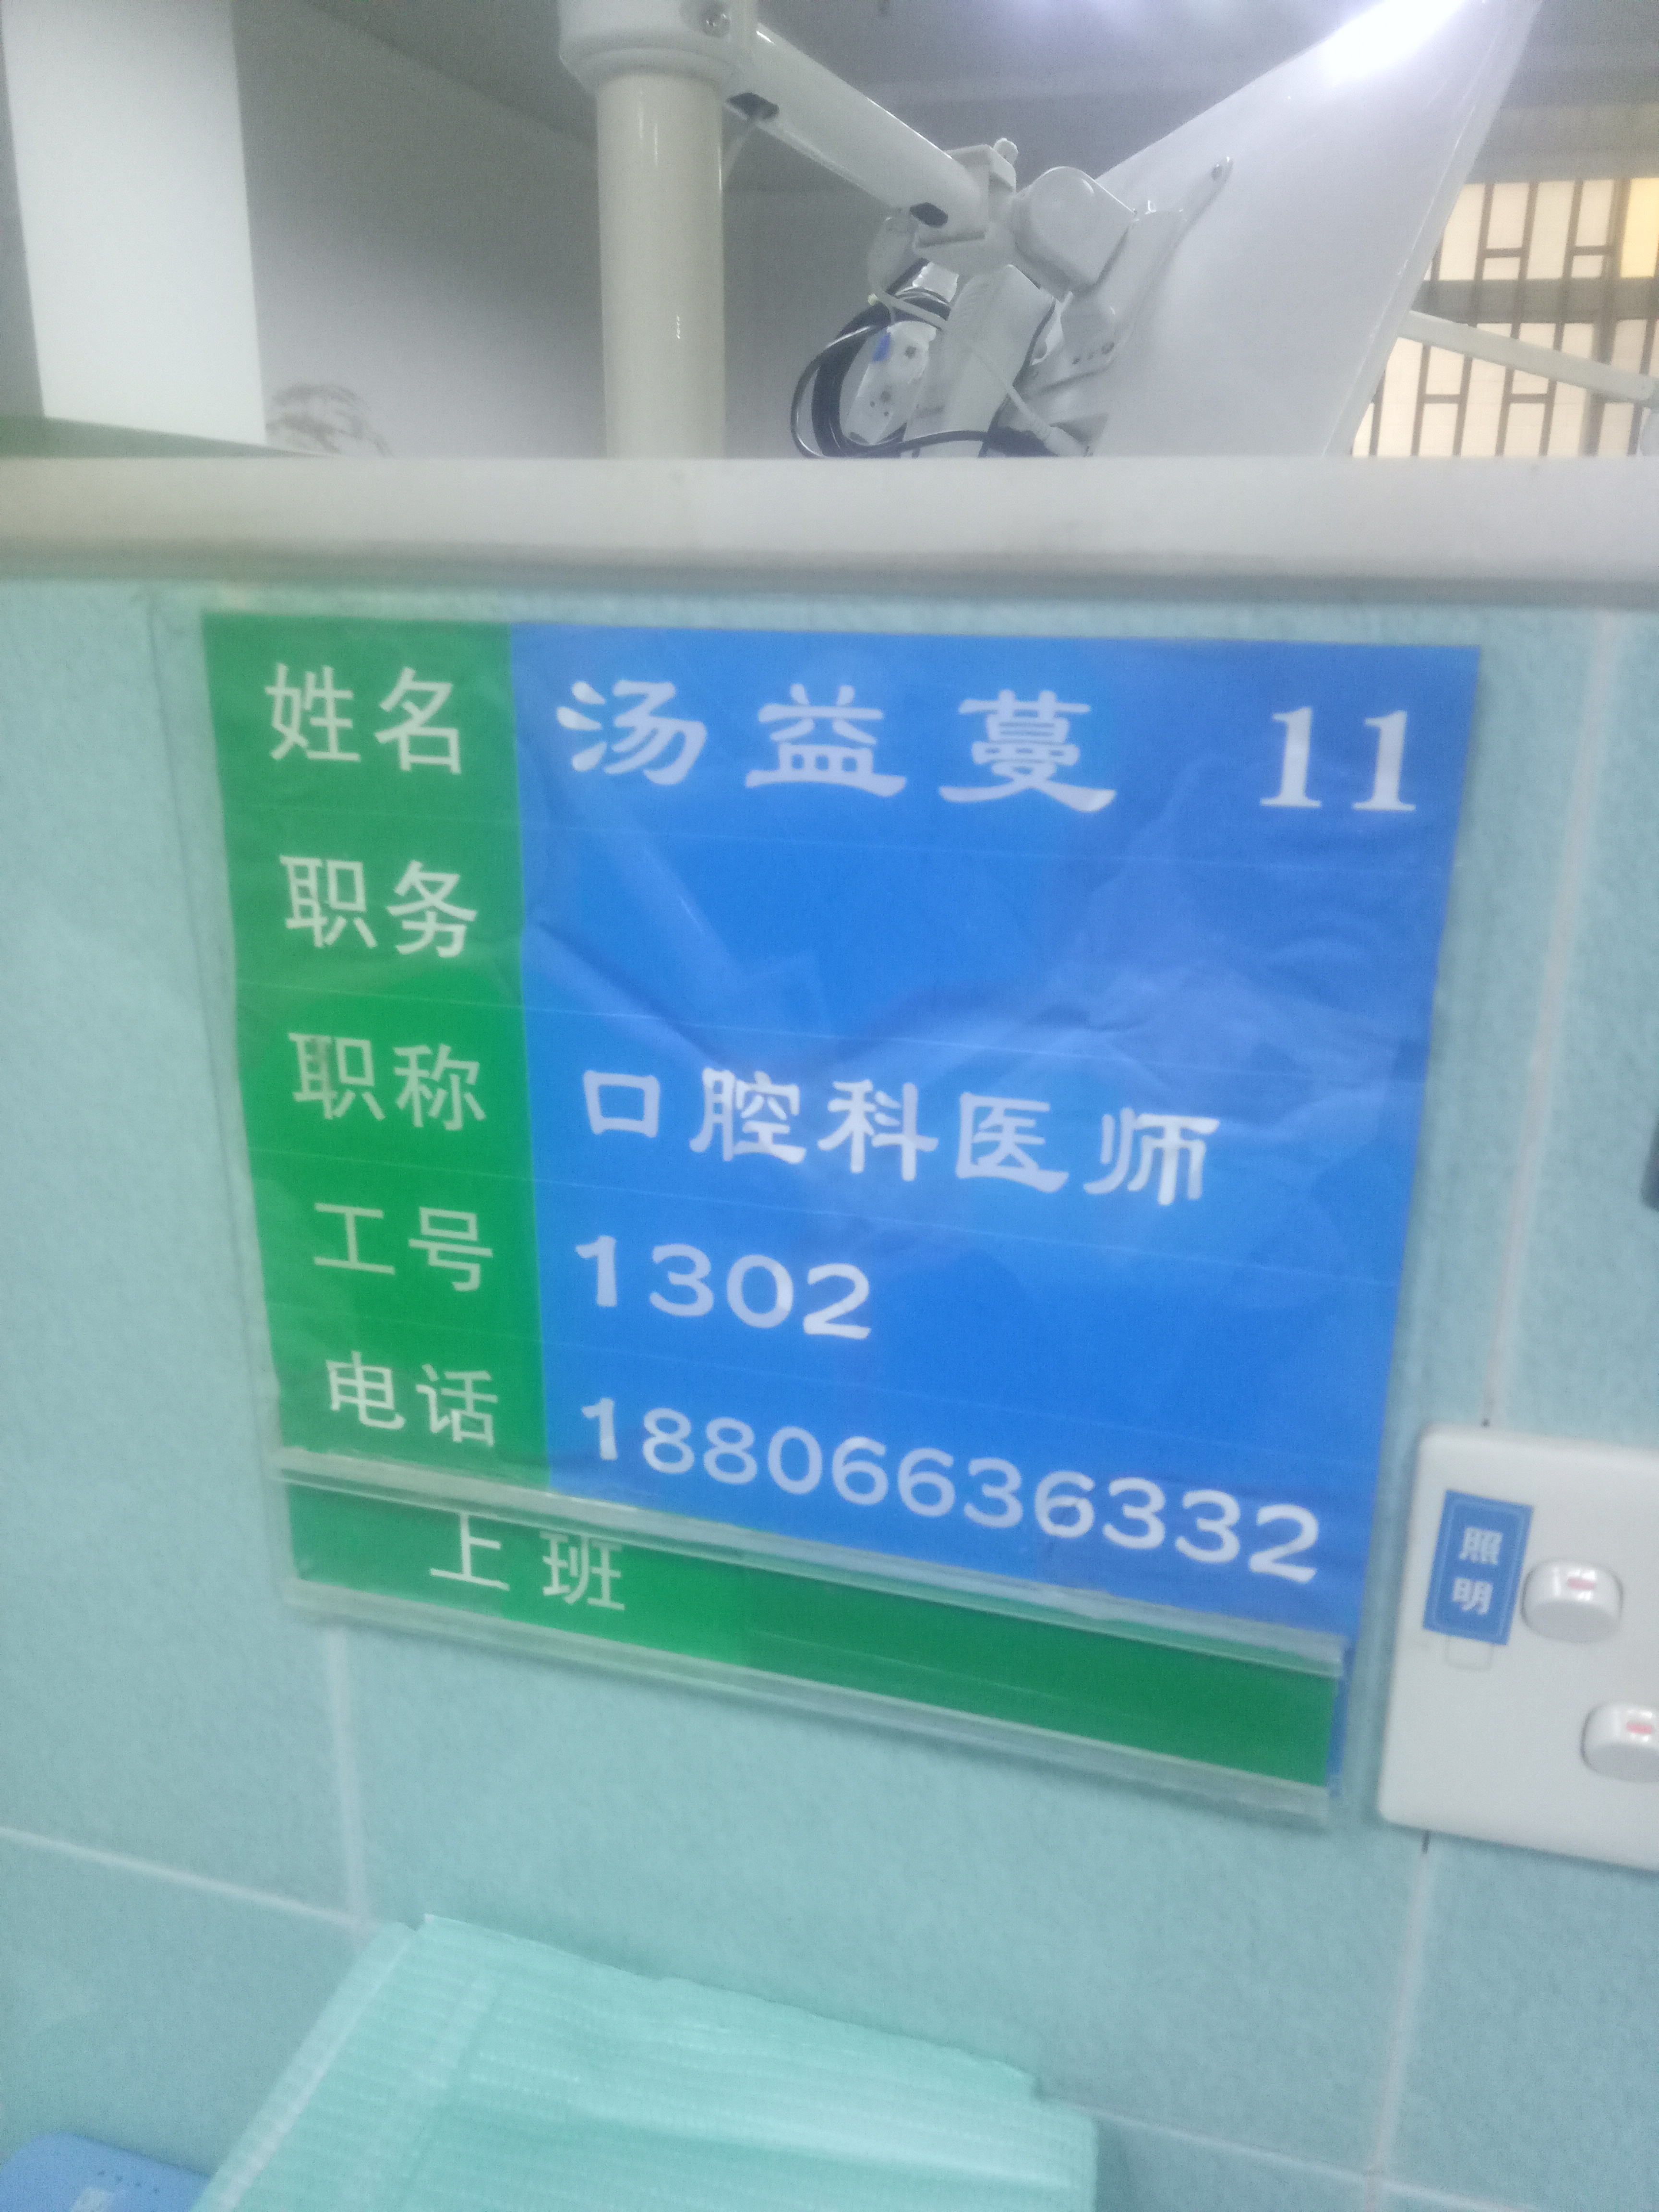 姓名 汤益蔓 11
职务
职称 口腔科医师
工号 1302
电话 18806636332
上班
照明